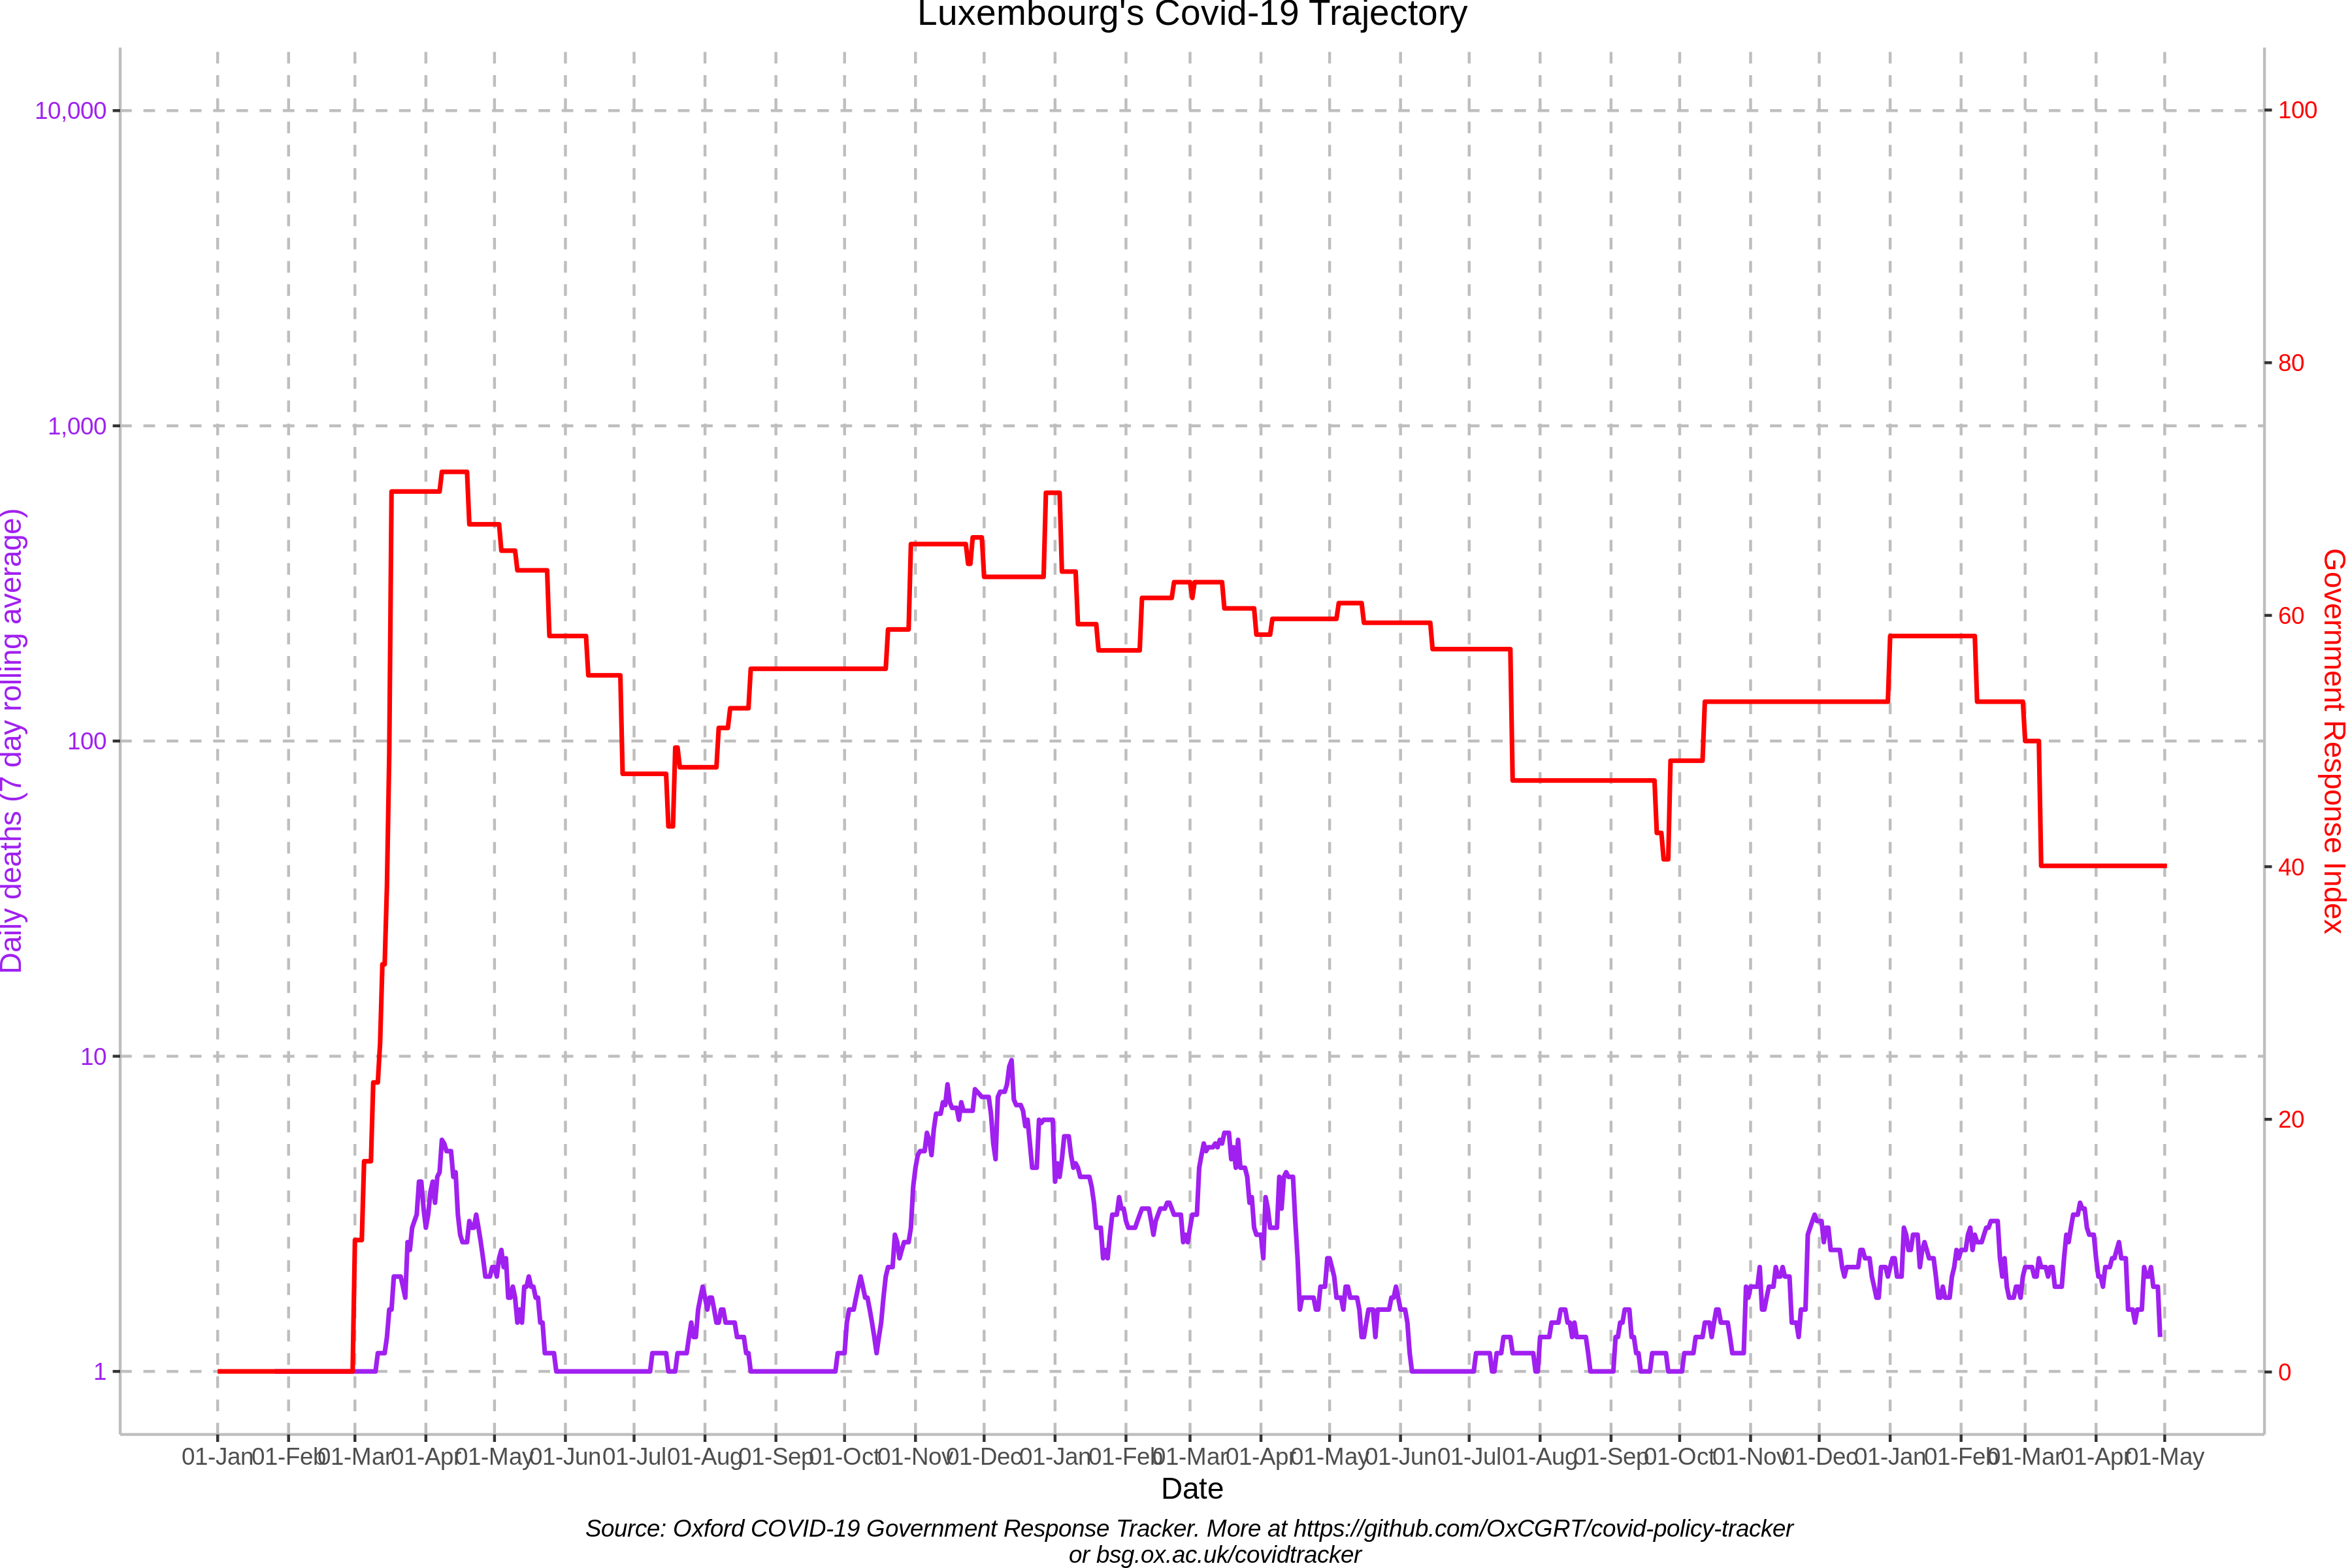 Luxembourg's Covid-19 Trajectory
10,000
1,000
100
10
1
Daily deaths (7 day rolling average)
100
80
60
40
20
0
Government Response Index
01-Jan 01-Feb 01-Mar 01-Apr 01-May 01-Jun 01-Jul 01-Aug 01-Sep 01-Oct 01-Nov 01-Dec 01-Jan 01-Feb 01-Mar 01-Apr 01-May 01-Jun 01-Jul 01-Aug 01-Sep 01-Oct 01-Nov 01-Dec 01-Jan 01-Feb 01-Mar 01-Apr 01-May
Date
Source: Oxford COVID-19 Government Response Tracker. More at https://github.com/OxCGRT/covid-policy-tracker
or bsg.ox.ac.uk/covidtracker